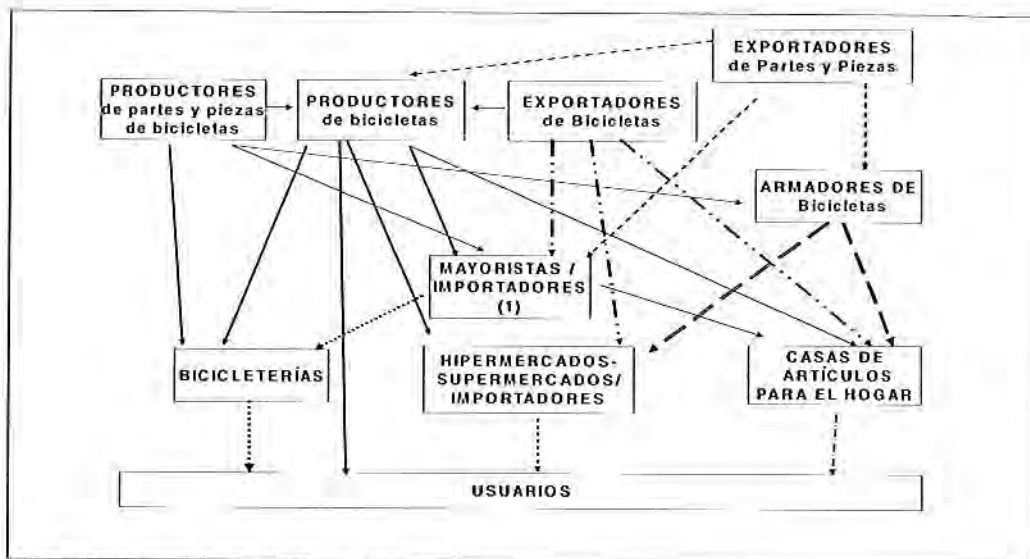 EXPORTADORES
de Partes y Piezas
PRODUCTORES
de partes y piezas
de bicicletas
PRODUCTORES
de bicicletas
EXPORTADORES
de Bicicletas
ARMADORES DE
Bicicletas
MAYORISTAS /
IMPORTADORES
(1)
BICICLETERÍAS
HIPERMERCADOS-
SUPERMERCADOS/
IMPORTADORES
CASAS DE
ARTÍCULOS
PARA EL HOGAR
USUARIOS